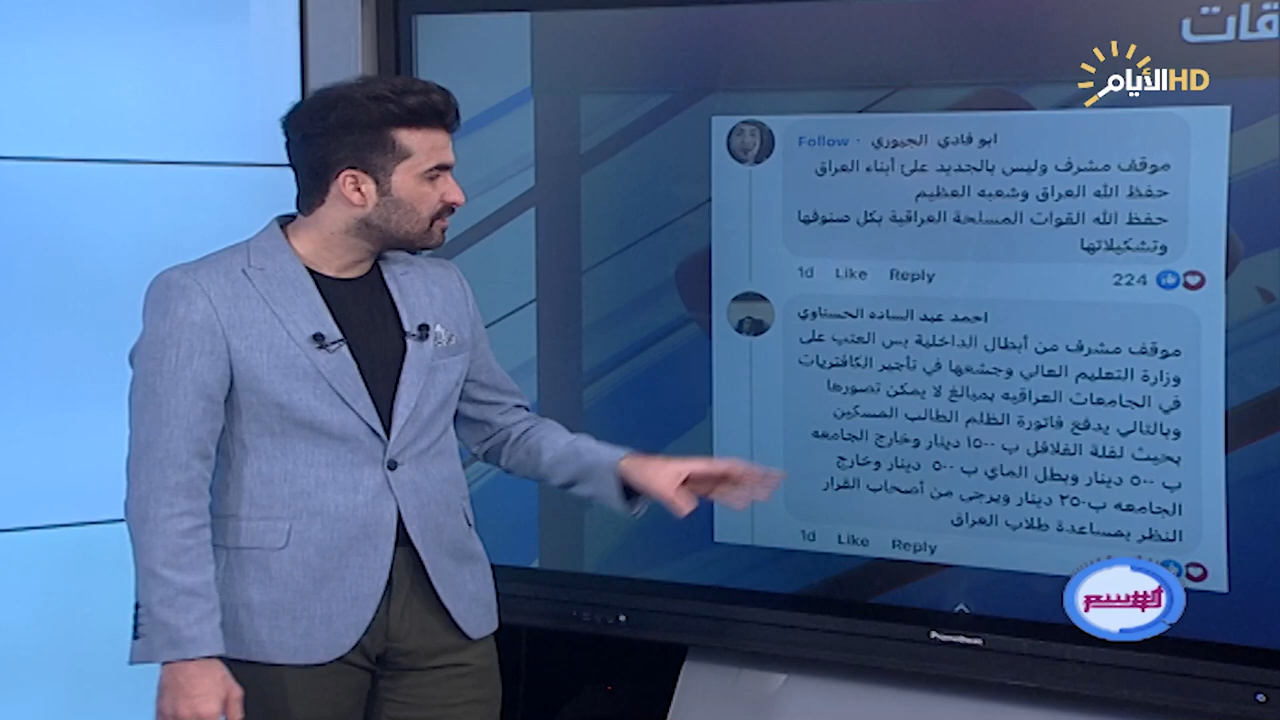 قات
الأيام HD
ابو فادي الجبوري · Follow
موقف مشرف وليس بالجديد على أبناء العراق
حفظ الله العراق وشعبه العظيم
حفظ الله القوات المسلحة العراقية بكل صنوفها
وتشكيلاتها
1d Like Reply 224
احمد عبد الساده الحسناوي
موقف مشرف من أبطال الداخلية بس العتب على
وزارة التعليم العالي وجشعها في تأجير الكافتريات
في الجامعات العراقيه بمبالغ لا يمكن تصورها
وبالتالي يدفع فاتورة الظلم الطالب المسكين
بحيث لفلة الفلافل ب ١٥٠٠ دينار وخارج الجامعه
ب ٥٠٠ دينار وبطل الماي ب ٥٠٠ دينار وخارج
الجامعه ب٢٥٠ دينار ويرجى من أصحاب القرار
النظر بمساعدة طلاب العراق
1d Like Reply